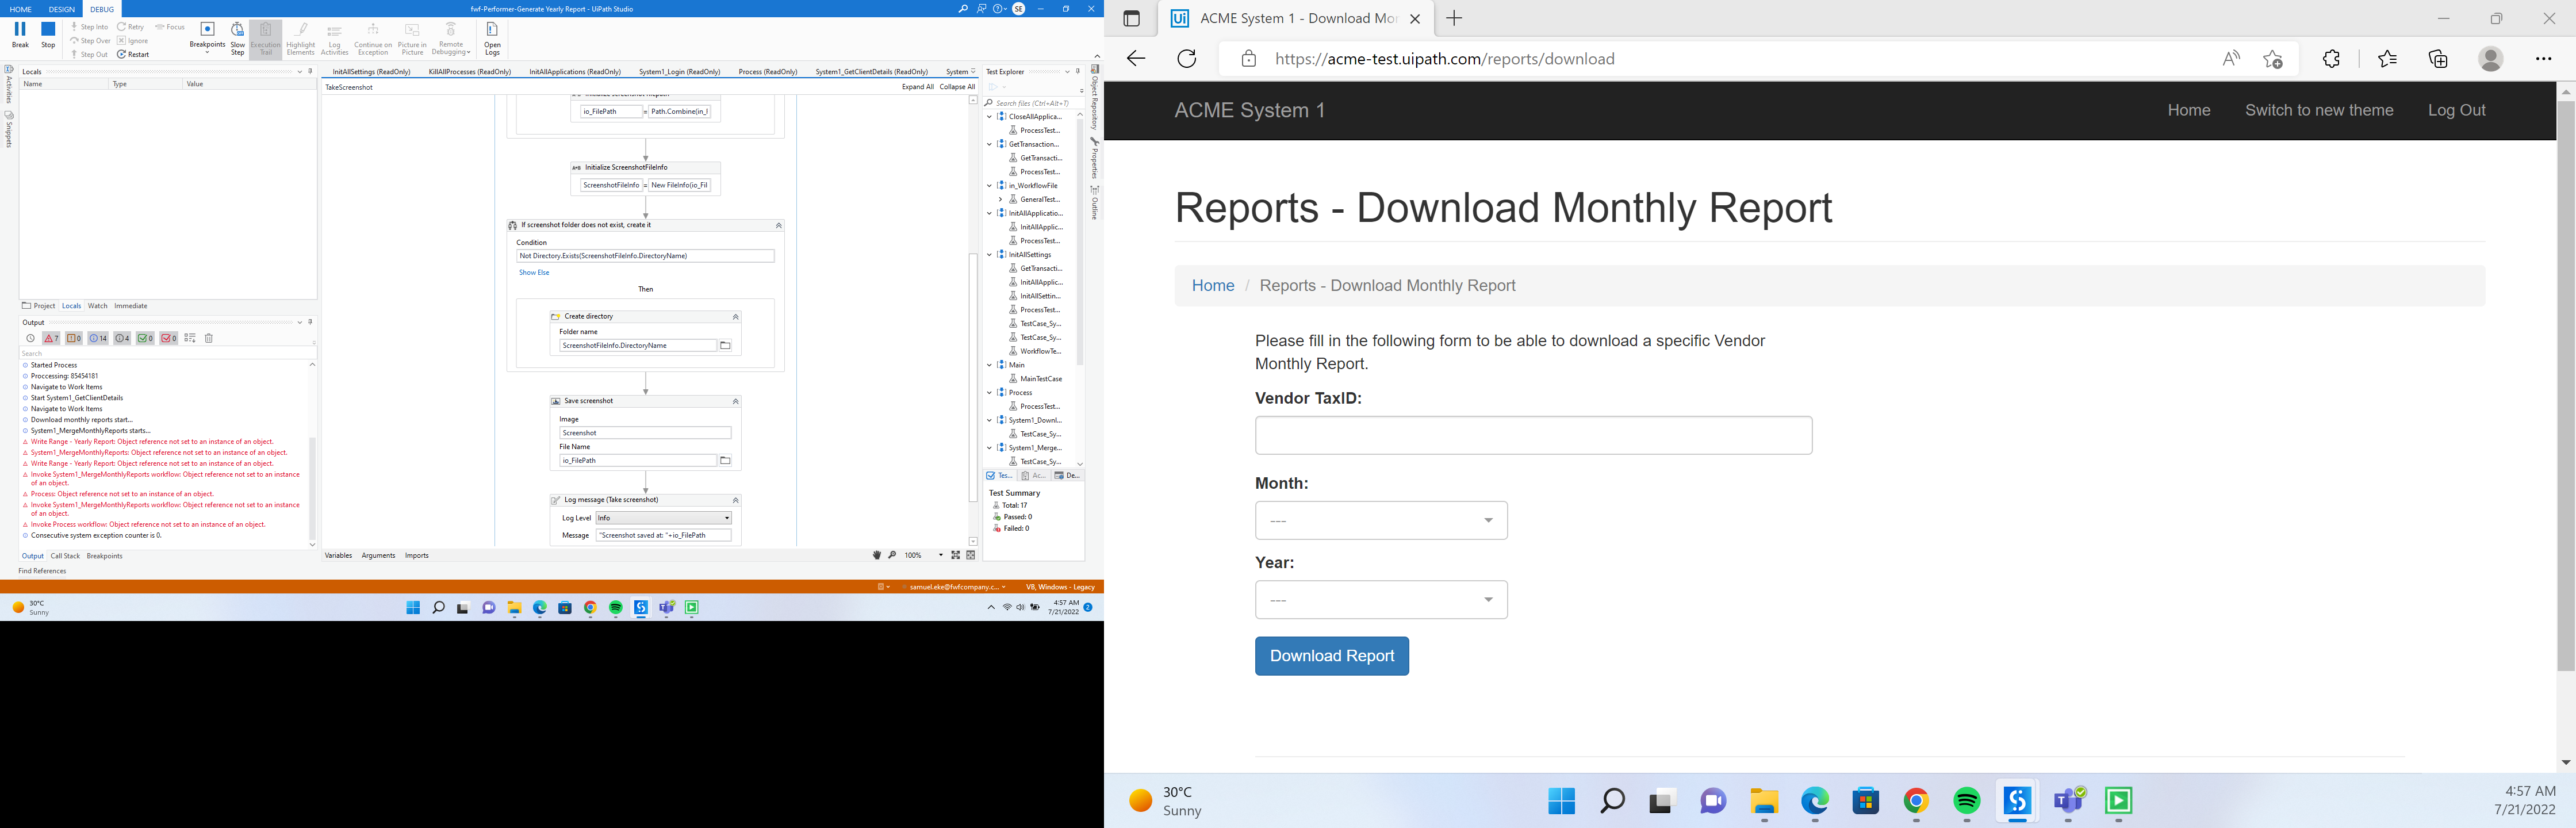 HOME DESIGN DEBUG
fwf-Performer-Generate Yearly Report - UiPath Studio
SE
Break
Stop
Step Into
Step Over
Step Out
Retry
Ignore
Restart
Focus
Breakpoints
Slow
Step
Execution
Trail
Highlight
Elements
Log
Activities
Continue on
Exception
Picture in
Picture
Remote
Debugging
Open
Logs
Activities
Snippets
Locals
Name Type Value
Project Locals Watch Immediate
Output
7 0 14 4 0 0
Search
Started Process
Proccessing: 85454181
Navigate to Work Items
Start System1_GetClientDetails
Navigate to Work Items
Download monthly reports start...
System1_MergeMonthlyReports starts...
Write Range - Yearly Report: Object reference not set to an instance of an object.
System1_MergeMonthlyReports: Object reference not set to an instance of an object.
Write Range - Yearly Report: Object reference not set to an instance of an object.
Invoke System1_MergeMonthlyReports workflow: Object reference not set to an instance
of an object.
Process: Object reference not set to an instance of an object.
Invoke System1_MergeMonthlyReports workflow: Object reference not set to an instance
of an object.
Invoke Process workflow: Object reference not set to an instance of an object.
Consecutive system exception counter is 0.
Output Call Stack Breakpoints
Find References
InitAllSettings (ReadOnly) KillAllProcesses (ReadOnly) InitAllApplications (ReadOnly) System1_Login (ReadOnly) Process (ReadOnly) System1_GetClientDetails (ReadOnly) System
TakeScreenshot
Expand All Collapse All
io_FilePath = Path.Combine(in_I
Initialize ScreenshotFileInfo
ScreenshotFileInfo = New FileInfo(io_Fil
If screenshot folder does not exist, create it
Condition
Not Directory.Exists(ScreenshotFileInfo.DirectoryName)
Show Else
Then
Create directory
Folder name
ScreenshotFileInfo.DirectoryName
Save screenshot
Image
Screenshot
File Name
io_FilePath
Log message (Take screenshot)
Log Level Info
Message "Screenshot saved at: "+io_FilePath
Variables Arguments Imports
100%
Test Explorer
Search files (Ctrl+Alt+T)
CloseAllApplica...
ProcessTest...
GetTransaction...
GetTransacti...
ProcessTest...
in_WorkflowFile
GeneralTest...
InitAllApplicatio...
InitAllApplic...
ProcessTest...
InitAllSettings
GetTransacti...
InitAllApplic...
InitAllSettin...
ProcessTest...
TestCase_Sy...
TestCase_Sy...
WorkflowTe...
Main
MainTestCase
Process
ProcessTest...
System1_Downl...
TestCase_Sy...
System1_Merge...
TestCase_Sy...
Tes... Ac... De...
Test Summary
Total: 17
Passed: 0
Failed: 0
Object Repository
Properties
Outline
samuel.eke@fwfcompany.c...
VB, Windows - Legacy
30°C
Sunny
4:57 AM
7/21/2022
2
Ui ACME System 1 - Download Mor
https://acme-test.uipath.com/reports/download
ACME System 1
Home Switch to new theme Log Out
Reports - Download Monthly Report
Home / Reports - Download Monthly Report
Please fill in the following form to be able to download a specific Vendor
Monthly Report.
Vendor TaxID:
Month:
---
Year:
---
Download Report
30°C
Sunny
4:57 AM
7/21/2022